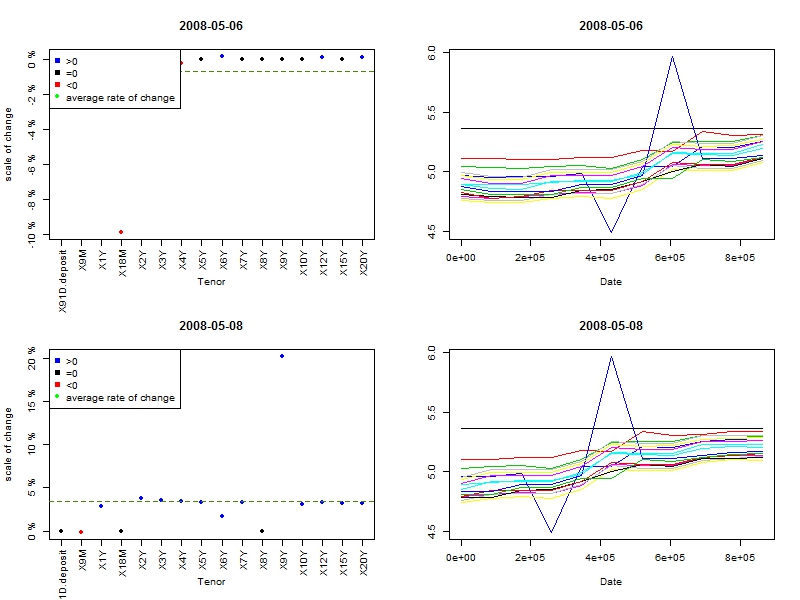 2008-05-06
scale of change
0 %
-2 %
-4 %
-6 %
-8 %
-10 %
>0
=0
<0
average rate of change
X91D.deposit
X9M
X1Y
X18M
X2Y
X3Y
X4Y
X5Y
X6Y
X7Y
X8Y
X9Y
X10Y
X12Y
X15Y
X20Y
Tenor
2008-05-06
6.0
5.5
5.0
4.5
0e+00 2e+05 4e+05 6e+05 8e+05
Date
2008-05-08
scale of change
20 %
15 %
10 %
5 %
0 %
>0
=0
<0
average rate of change
1D.deposit
X9M
X1Y
X18M
X2Y
X3Y
X4Y
X5Y
X6Y
X7Y
X8Y
X9Y
X10Y
X12Y
X15Y
X20Y
Tenor
2008-05-08
6.0
5.5
5.0
4.5
0e+00 2e+05 4e+05 6e+05 8e+05
Date